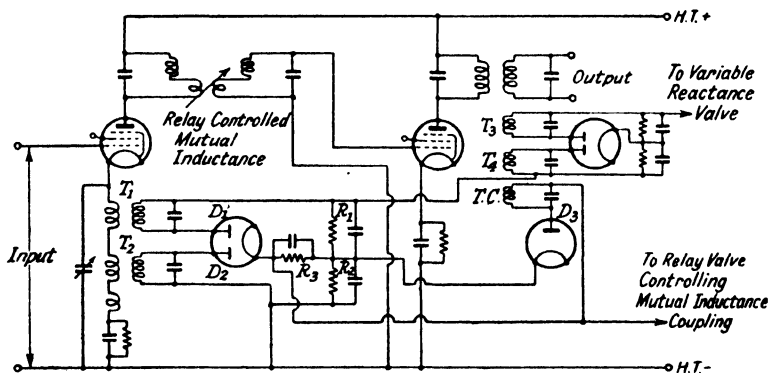 H.T.+
Output
To Variable
Reactance
Valve
Relay Controlled
Mutual
Inductance
T3
T4
T.C.
T1
T2
D1
D2
D3
R1
R2
R3
Input
To Relay Valve
Controlling
Mutual Inductance
Coupling
H.T.-